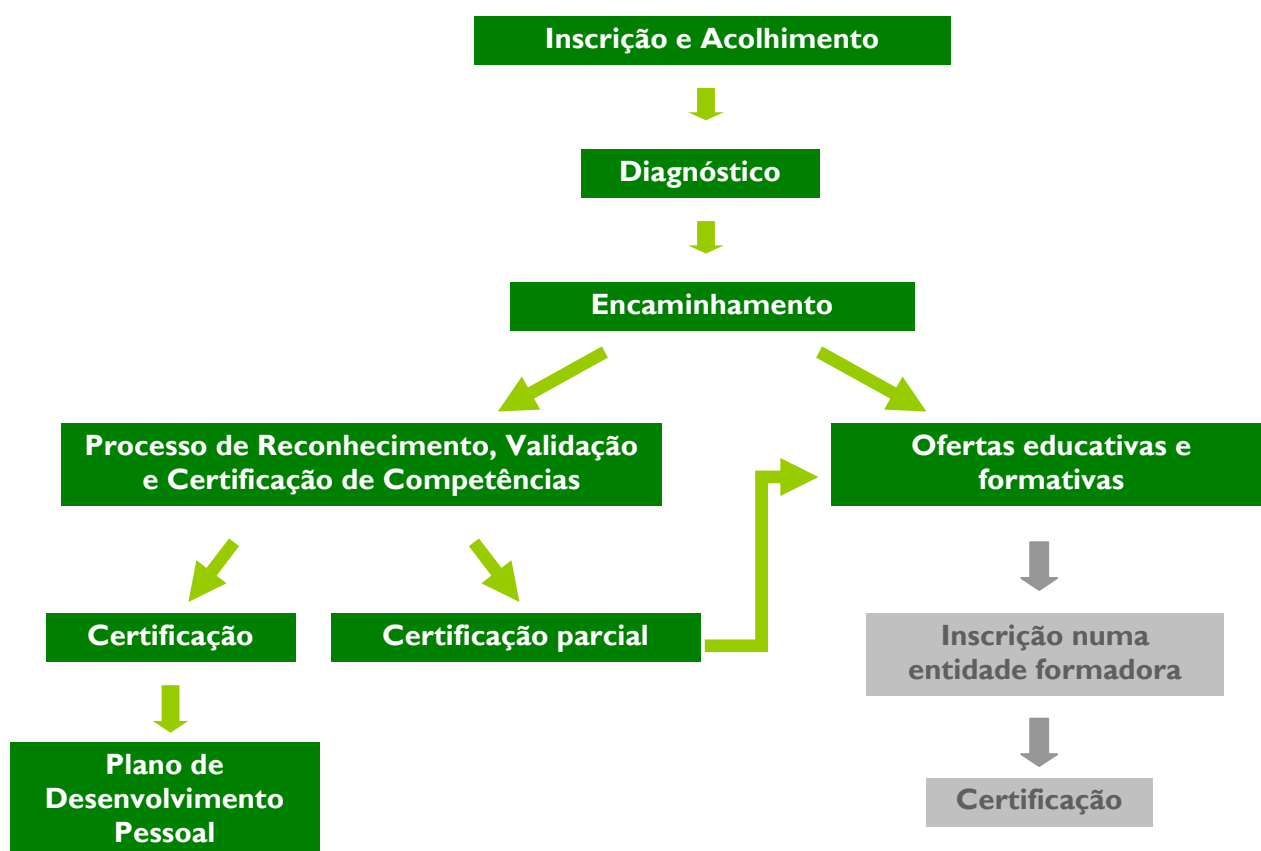 Inscrição e Acolhimento
Diagnóstico
Encaminhamento
Processo de Reconhecimento, Validação
e Certificação de Competências
Ofertas educativas e
formativas
Certificação
Certificação parcial
Inscrição numa
entidade formadora
Plano de
Desenvolvimento
Pessoal
Certificação